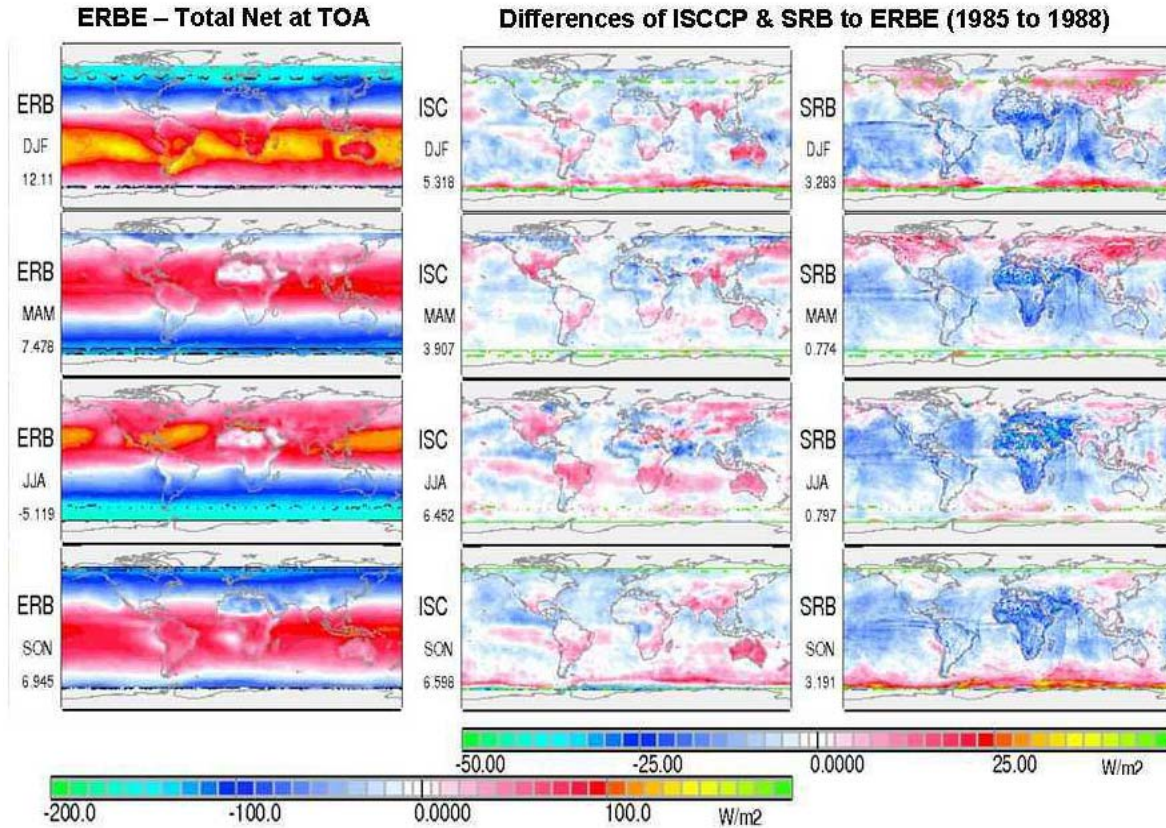 ERBE – Total Net at TOA
Differences of ISCCP & SRB to ERBE (1985 to 1988)
ERB
DJF
12.11
ISC
DJF
5.318
SRB
DJF
3.283
ERB
MAM
7.478
ISC
MAM
3.907
SRB
MAM
0.774
ERB
JJA
-5.119
ISC
JJA
6.452
SRB
JJA
0.797
ERB
SON
6.945
ISC
SON
6.598
SRB
SON
3.191
-50.00 -25.00 0.0000 25.00 W/m2
-200.0 -100.0 0.0000 100.0 W/m2